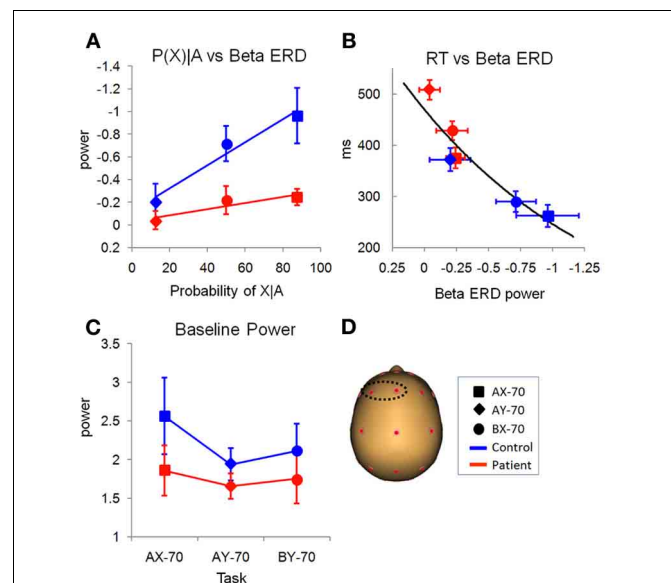 A
P(X)|A vs Beta ERD
-1.4
-1.2
-1
-0.8
-0.6
-0.4
-0.2
0
0.2
power
0 20 40 60 80 100
Probability of X|A
B
RT vs Beta ERD
500
400
300
200
ms
0.25 0 -0.25 -0.5 -0.75 -1 -1.25
Beta ERD power
C
Baseline Power
3.5
3
2.5
2
1.5
1
power
AX-70 AY-70 BY-70
Task
D
AX-70
AY-70
BX-70
Control
Patient